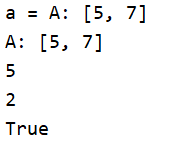 a = A: [5, 7]
A: [5, 7]
5
2
True